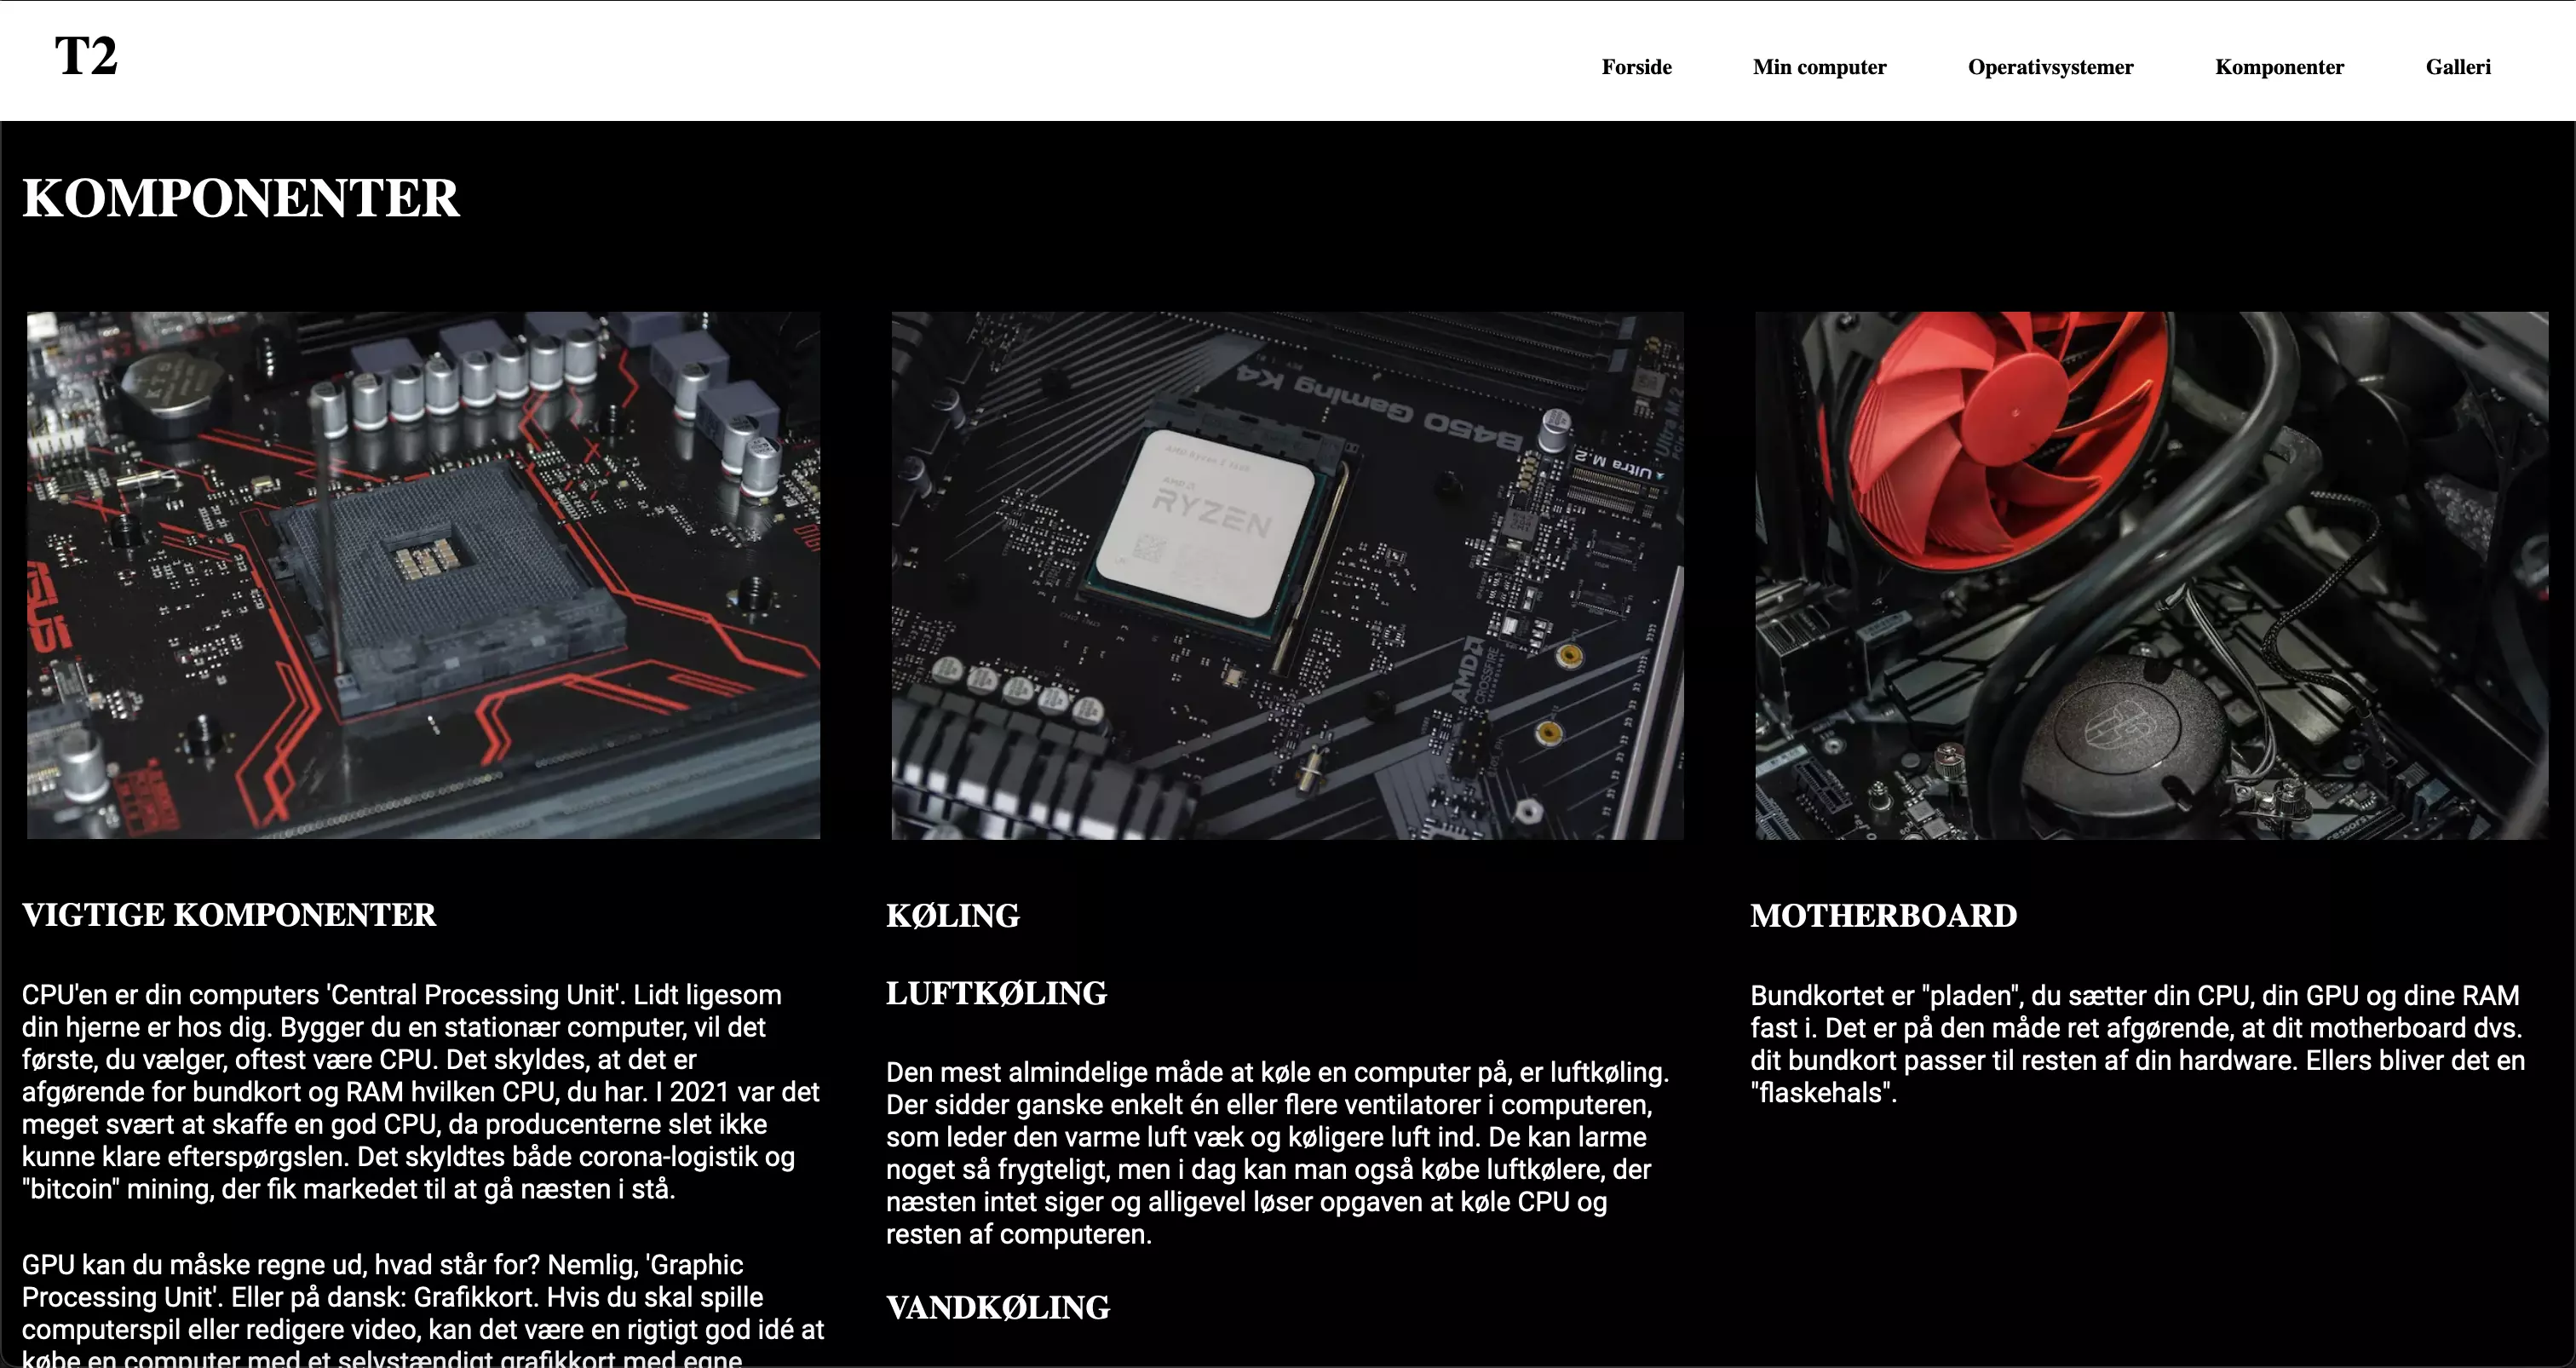 T2
Forside
Min computer
Operativsystemer
Komponenter
Galleri
KOMPONENTER
B450 Gaming K4
Ultra M.2
AMD
RYZEN
AMD
CROSSFIRE
VIGTIGE KOMPONENTER
CPU'en er din computers 'Central Processing Unit'. Lidt ligesom
din hjerne er hos dig. Bygger du en stationær computer, vil det
første, du vælger, oftest være CPU. Det skyldes, at det er
afgørende for bundkort og RAM hvilken CPU, du har. I 2021 var det
meget svært at skaffe en god CPU, da producenterne slet ikke
kunne klare efterspørgslen. Det skyldtes både corona-logistik og
"bitcoin" mining, der fik markedet til at gå næsten i stå.
GPU kan du måske regne ud, hvad står for? Nemlig, 'Graphic
Processing Unit'. Eller på dansk: Grafikkort. Hvis du skal spille
computerspil eller redigere video, kan det være en rigtigt god idé at
købe en computer med et selvstændigt grafikkort med egne
KØLING
LUFTKØLING
Den mest almindelige måde at køle en computer på, er luftkøling.
Der sidder ganske enkelt én eller flere ventilatorer i computeren,
som leder den varme luft væk og køligere luft ind. De kan larme
noget så frygteligt, men i dag kan man også købe luftkølere, der
næsten intet siger og alligevel løser opgaven at køle CPU og
resten af computeren.
VANDKØLING
MOTHERBOARD
Bundkortet er "pladen", du sætter din CPU, din GPU og dine RAM
fast i. Det er på den måde ret afgørende, at dit motherboard dvs.
dit bundkort passer til resten af din hardware. Ellers bliver det en
"flaskehals".